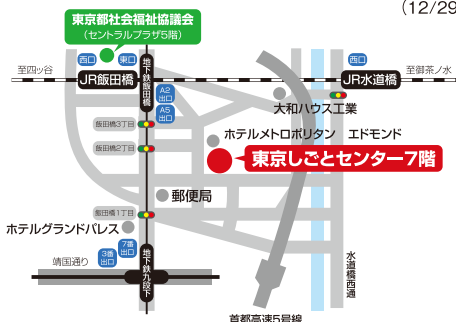 (12/29
東京都社会福祉協議会
(セントラルプラザ5階)
西口
東口
西口
至四ッ谷
JR飯田橋
地下鉄飯田橋
JR水道橋
至御茶ノ水
A2
出口
A5
出口
大和ハウス工業
飯田橋3丁目
ホテルメトロポリタン エドモンド
飯田橋2丁目
東京しごとセンター7階
郵便局
飯田橋1丁目
ホテルグランドパレス
7番
出口
3番
出口
靖国通り
地下鉄九段下
水道橋西通
首都高速5号線